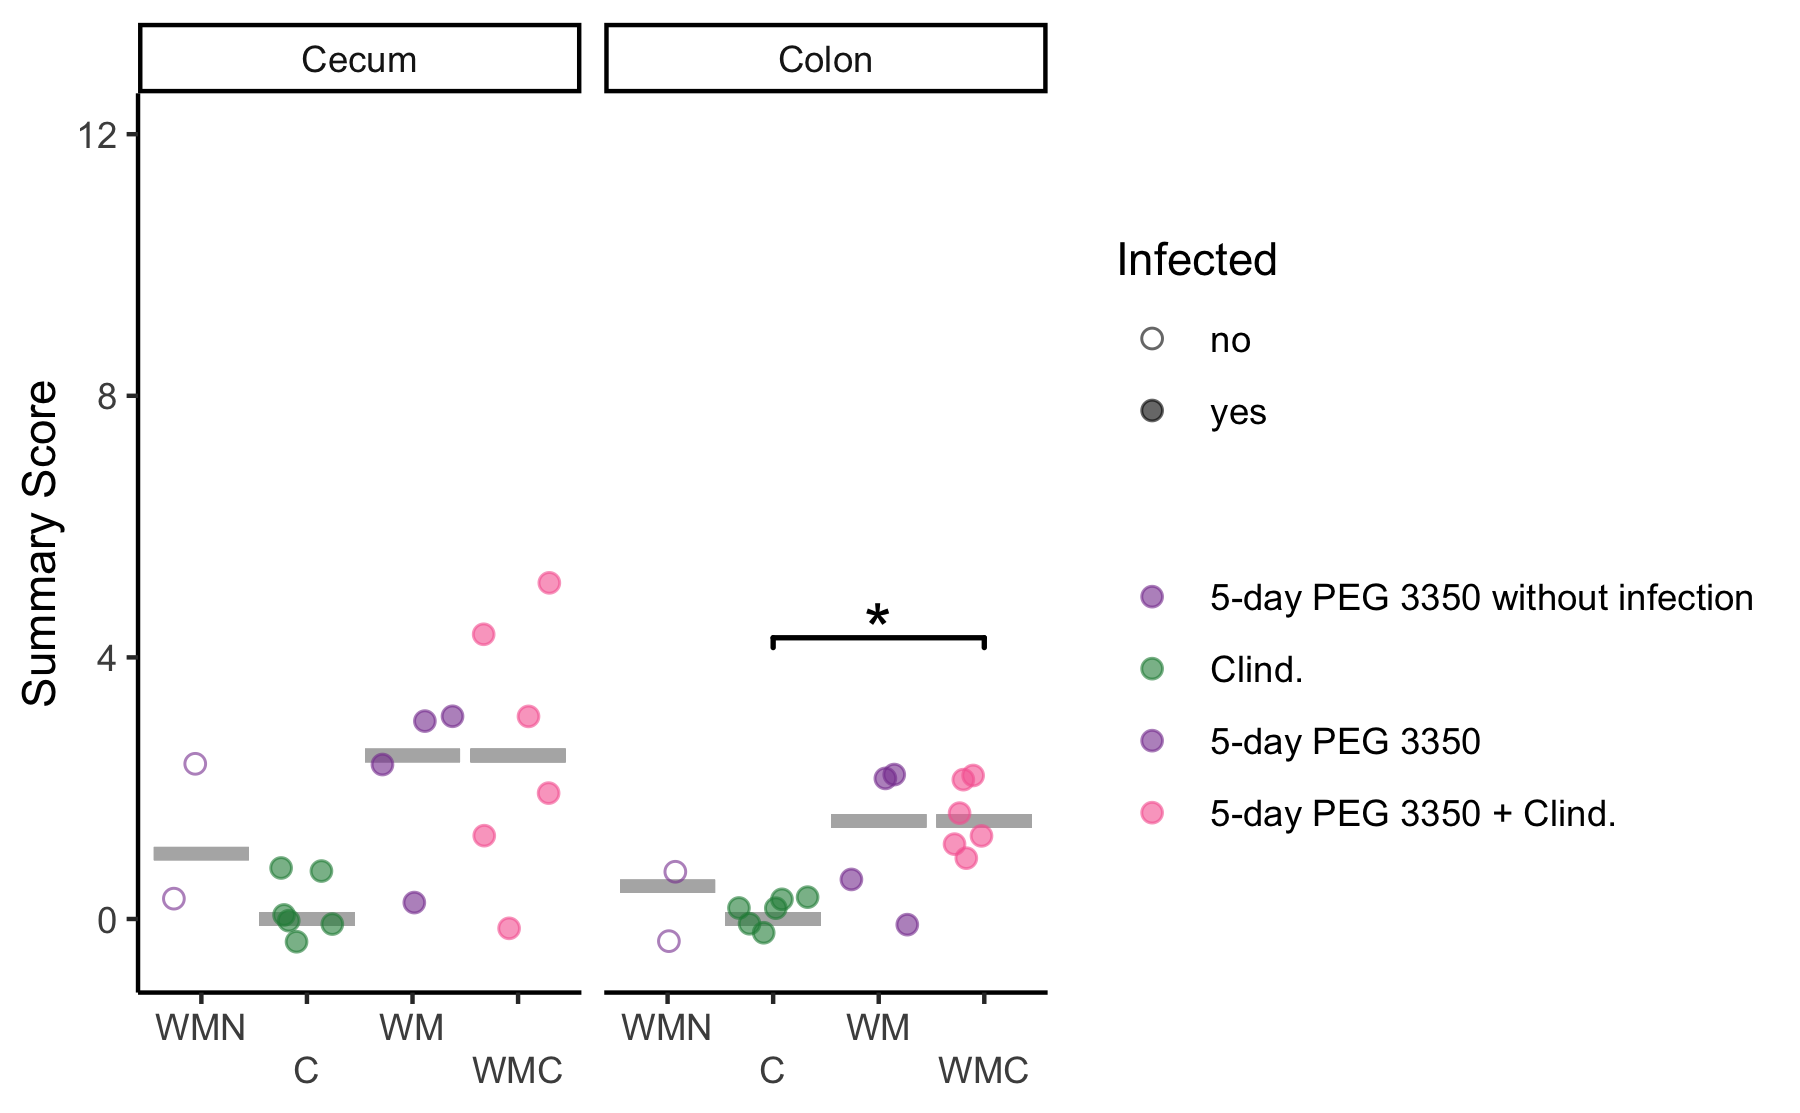 Cecum
Colon
12
8
4
0
Summary Score
*
WMN
C
WM
WMC
WMN
C
WM
WMC
Infected
no
yes
5-day PEG 3350 without infection
Clind.
5-day PEG 3350
5-day PEG 3350 + Clind.